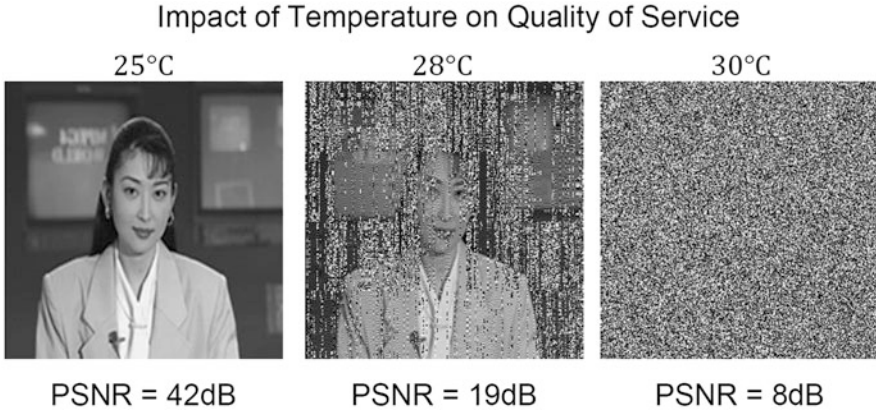 Impact of Temperature on Quality of Service
25°C 28°C 30°C
PSNR = 42dB PSNR = 19dB PSNR = 8dB